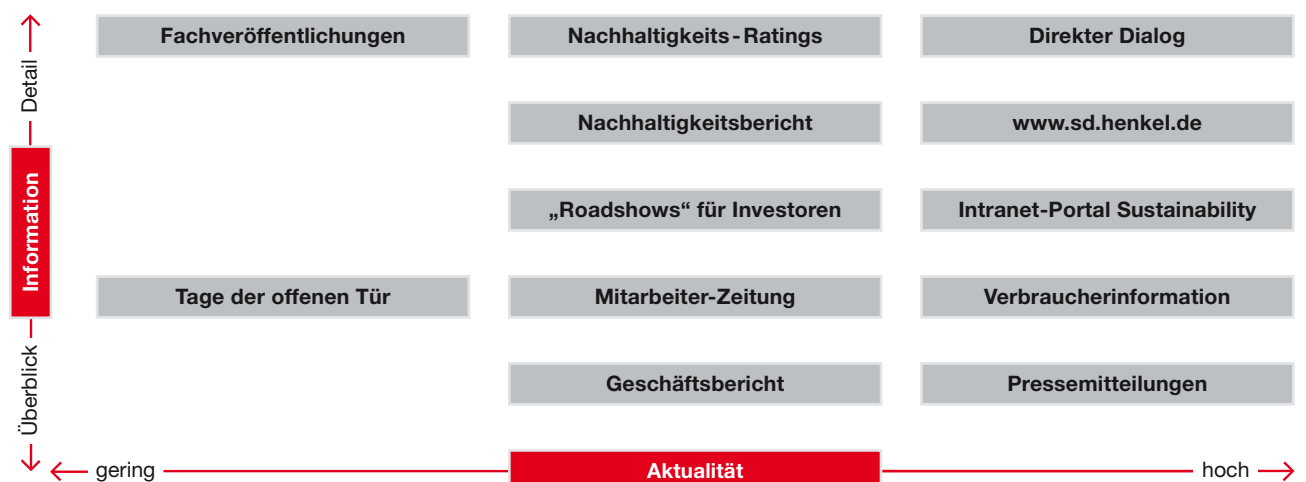 Fachveröffentlichungen
Nachhaltigkeits-Ratings
Direkter Dialog
Detail
Nachhaltigkeitsbericht
www.sd.henkel.de
Information
„Roadshows“ für Investoren
Intranet-Portal Sustainability
Tage der offenen Tür
Mitarbeiter-Zeitung
Verbraucherinformation
Überblick
Geschäftsbericht
Pressemitteilungen
gering
Aktualität
hoch